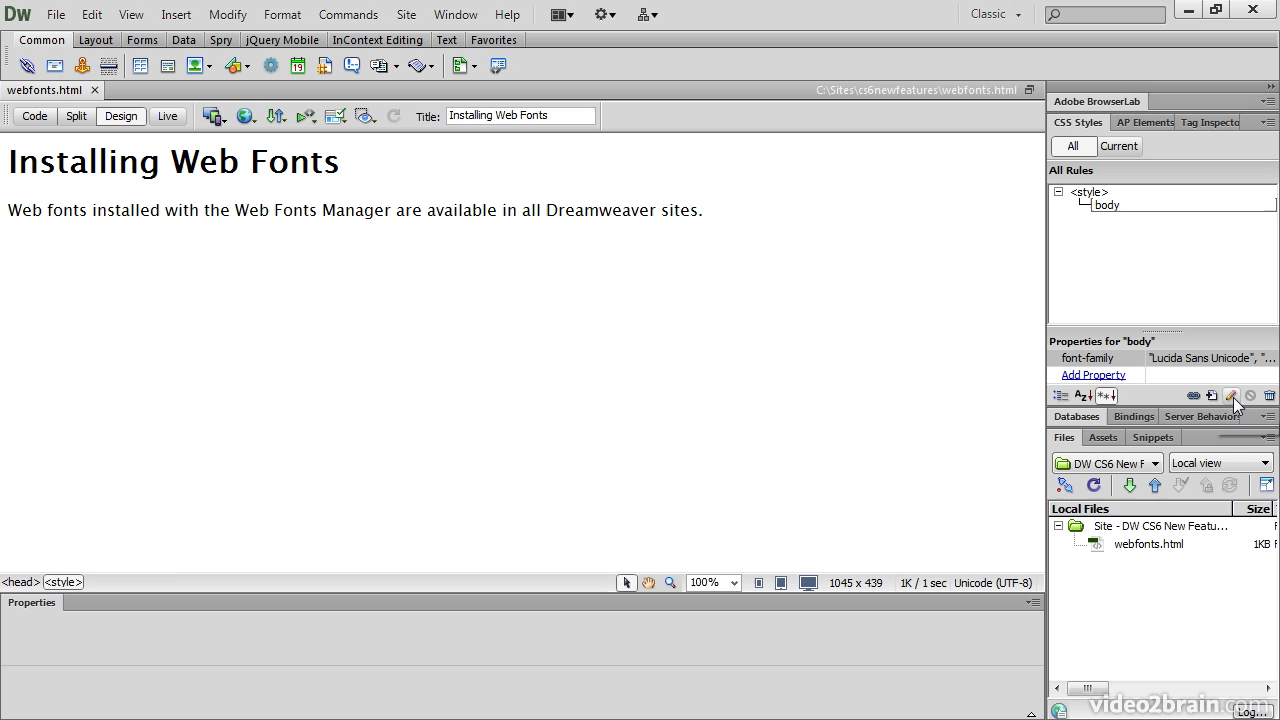 Dw File Edit View Insert Modify Format Commands Site Window Help Classic
Common Layout Forms Data Spry jQuery Mobile InContext Editing Text Favorites
webfonts.html C:\Sites\cs6newfeatures\webfonts.html
Code Split Design Live Title: Installing Web Fonts
Installing Web Fonts
Web fonts installed with the Web Fonts Manager are available in all Dreamweaver sites.
<head> <style> 100% 1045 x 439 1K / 1 sec Unicode (UTF-8)
Properties
Adobe BrowserLab
CSS Styles AP Elements Tag Inspecto
All Current
All Rules
<style>
body
Properties for "body"
font-family "Lucida Sans Unicode", "...
Add Property
Databases Bindings Server Behavior
Files Assets Snippets
DW CS6 New F Local view
Local Files Size
Site - DW CS6 New Featu... F
webfonts.html 1KB F
video2brain.com
Log...